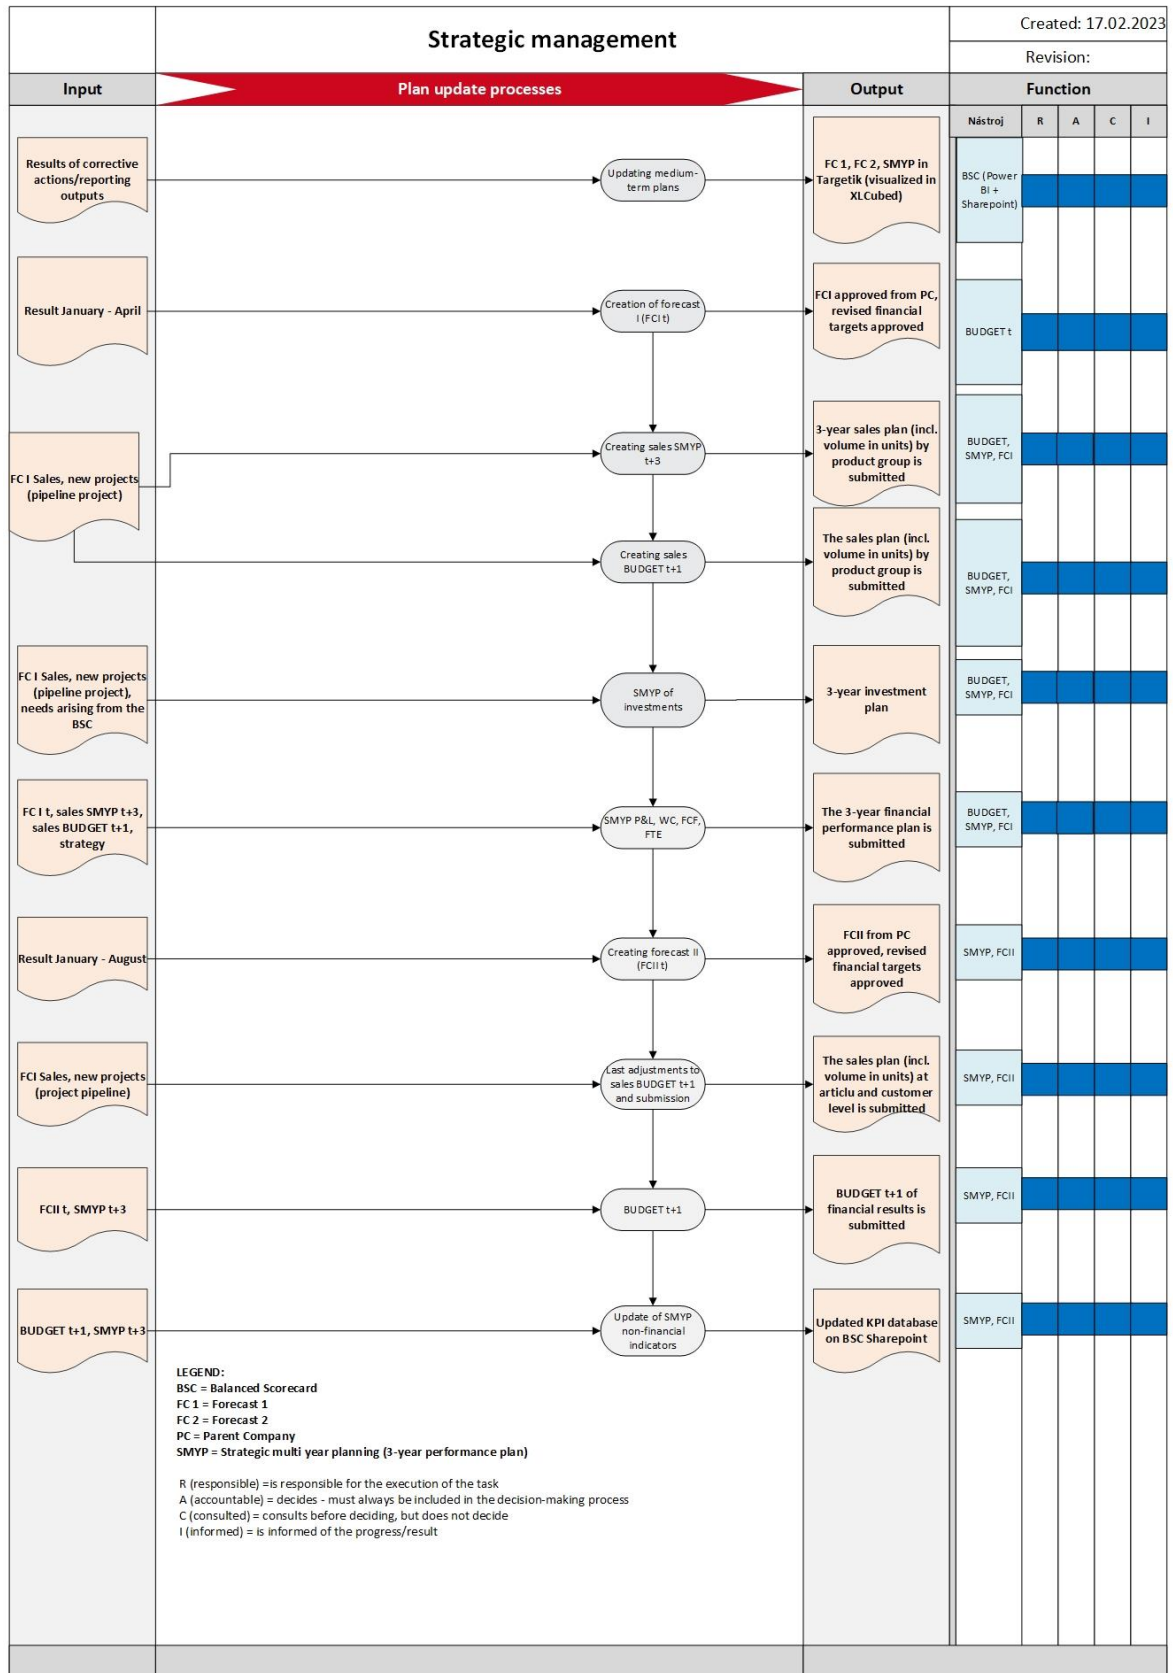 Strategic management
Created: 17.02.2023
Revision:
Input
Plan update processes
Output
Function
Nástroj
R
A
C
I
Results of corrective
actions/reporting
outputs
Updating medium-
term plans
FC 1, FC 2, SMYP in
Targetik (visualized in
XLCubed)
BSC (Power
BI +
Sharepoint)
Result January - April
Creation of forecast
I (FCI t)
FCI approved from PC,
revised financial
targets approved
BUDGET t
FC I Sales, new projects
(pipeline project)
Creating sales SMYP
t+3
3-year sales plan (incl.
volume in units) by
product group is
submitted
BUDGET,
SMYP, FCI
Creating sales
BUDGET t+1
The sales plan (incl.
volume in units) by
product group is
submitted
BUDGET,
SMYP, FCI
FC I Sales, new projects
(pipeline project),
needs arising from the
BSC
SMYP of
investments
3-year investment
plan
BUDGET,
SMYP, FCI
FC I t, sales SMYP t+3,
sales BUDGET t+1,
strategy
SMYP P&L, WC, FCF,
FTE
The 3-year financial
performance plan is
submitted
BUDGET,
SMYP, FCI
Result January - August
Creating forecast II
(FCII t)
FCII from PC
approved, revised
financial targets
approved
SMYP, FCII
FCI Sales, new projects
(project pipeline)
Last adjustments to
sales BUDGET t+1
and submission
The sales plan (incl.
volume in units) at
articlu and customer
level is submitted
SMYP, FCII
FCII t, SMYP t+3
BUDGET t+1
BUDGET t+1 of
financial results is
submitted
SMYP, FCII
BUDGET t+1, SMYP t+3
Update of SMYP
non-financial
indicators
Updated KPI database
on BSC Sharepoint
SMYP, FCII
LEGEND:
BSC = Balanced Scorecard
FC 1 = Forecast 1
FC 2 = Forecast 2
PC = Parent Company
SMYP = Strategic multi year planning (3-year performance plan)
R (responsible) =is responsible for the execution of the task
A (accountable) = decides - must always be included in the decision-making process
C (consulted) = consults before deciding, but does not decide
I (informed) = is informed of the progress/result